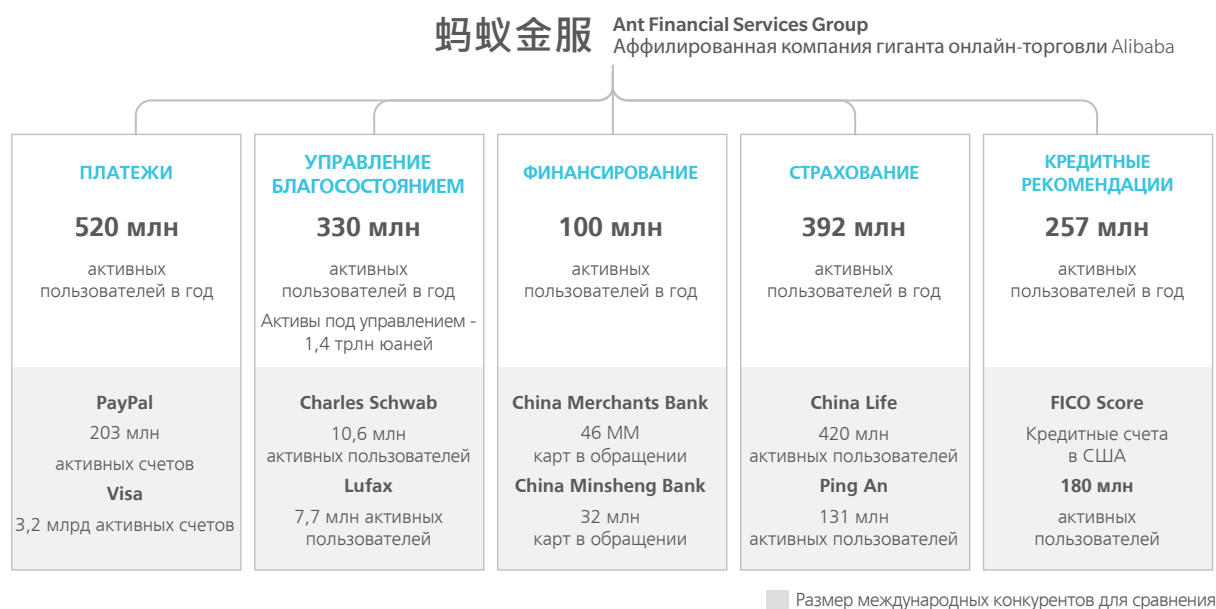 蚂蚁金服
Ant Financial Services Group
Аффилированная компания гиганта онлайн-торговли Alibaba
ПЛАТЕЖИ
520 млн
активных
пользователей в год
PayPal
203 млн
активных счетов
Visa
3,2 млрд активных счетов
УПРАВЛЕНИЕ
БЛАГОСОСТОЯНИЕМ
330 млн
активных
пользователей в год
Активы под управлением -
1,4 трлн юаней
Charles Schwab
10,6 млн
активных пользователей
Lufax
7,7 млн активных
пользователей
ФИНАНСИРОВАНИЕ
100 млн
активных
пользователей в год
China Merchants Bank
46 ММ
карт в обращении
China Minsheng Bank
32 млн
карт в обращении
СТРАХОВАНИЕ
392 млн
активных
пользователей в год
China Life
420 млн
активных пользователей
Ping An
131 млн
активных пользователей
КРЕДИТНЫЕ
РЕКОМЕНДАЦИИ
257 млн
активных
пользователей в год
FICO Score
Кредитные счета
в США
180 млн
активных
пользователей
Размер международных конкурентов для сравнения